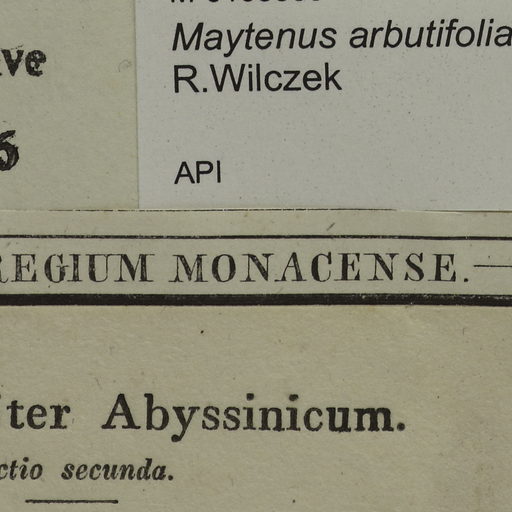 Maytenus arbutifolia
R.Wilczek
API
REGIUM MONACENSE.—
Abyssinicum.
secunda.